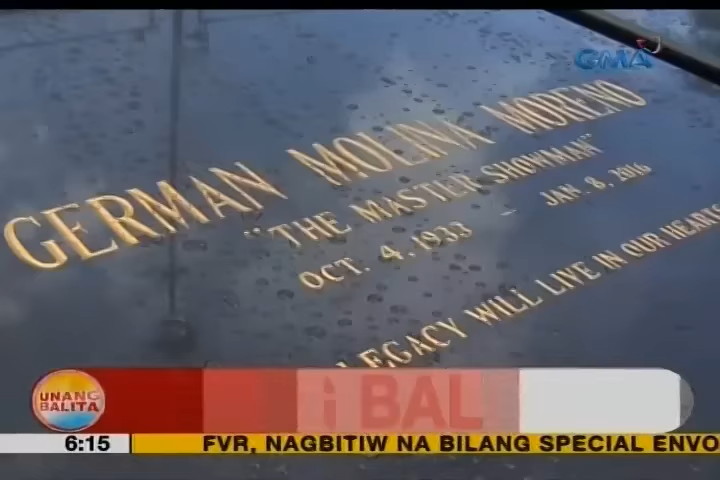 GMA
GERMAN MOLINA MORENO
"THE MASTER SHOWMAN"
OCT. 4, 1933 – JAN. 8, 2016
LEGACY WILL LIVE IN OUR HEARTS
UNANG
BALITA
i BAL
6:15
FVR, NAGBITIW NA BILANG SPECIAL ENVO